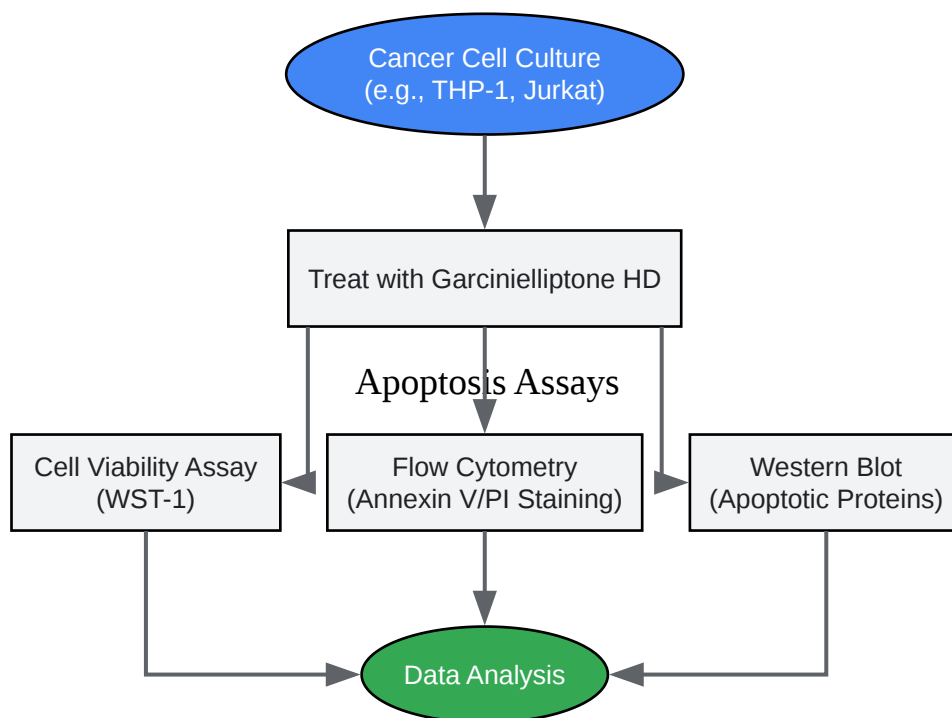 Cancer Cell Culture
(e.g., THP-1, Jurkat)
Treat with Garcinielliptone HD
Apoptosis Assays
Cell Viability Assay
(WST-1)
Flow Cytometry
(Annexin V/PI Staining)
Western Blot
(Apoptotic Proteins)
Data Analysis